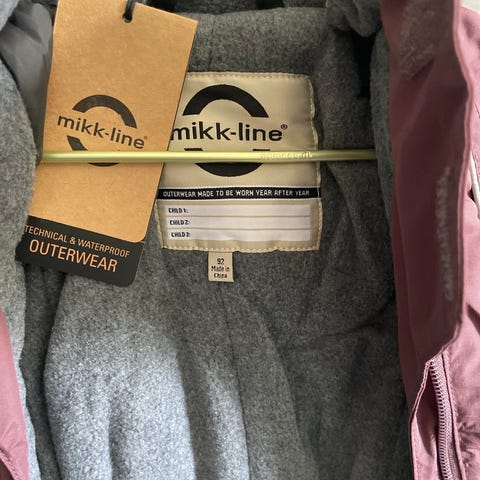 mikk-line®
TECHNICAL & WATERPROOF
OUTERWEAR
mikk-line®
OUTERWEAR MADE TO BE WORN YEAR AFTER YEAR
CHILD 1:
CHILD 2:
CHILD 3:
92
Made in
China